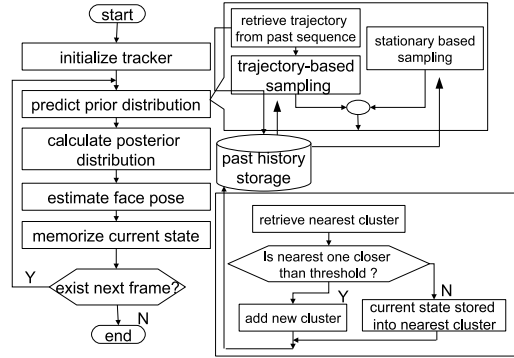 start
initialize tracker
predict prior distribution
calculate posterior
distribution
estimate face pose
memorize current state
Y
exist next frame?
N
end
retrieve trajectory
from past sequence
trajectory-based
sampling
stationary based
sampling
past history
storage
retrieve nearest cluster
Is nearest one closer
than threshold ?
Y
N
add new cluster
current state stored
into nearest cluster